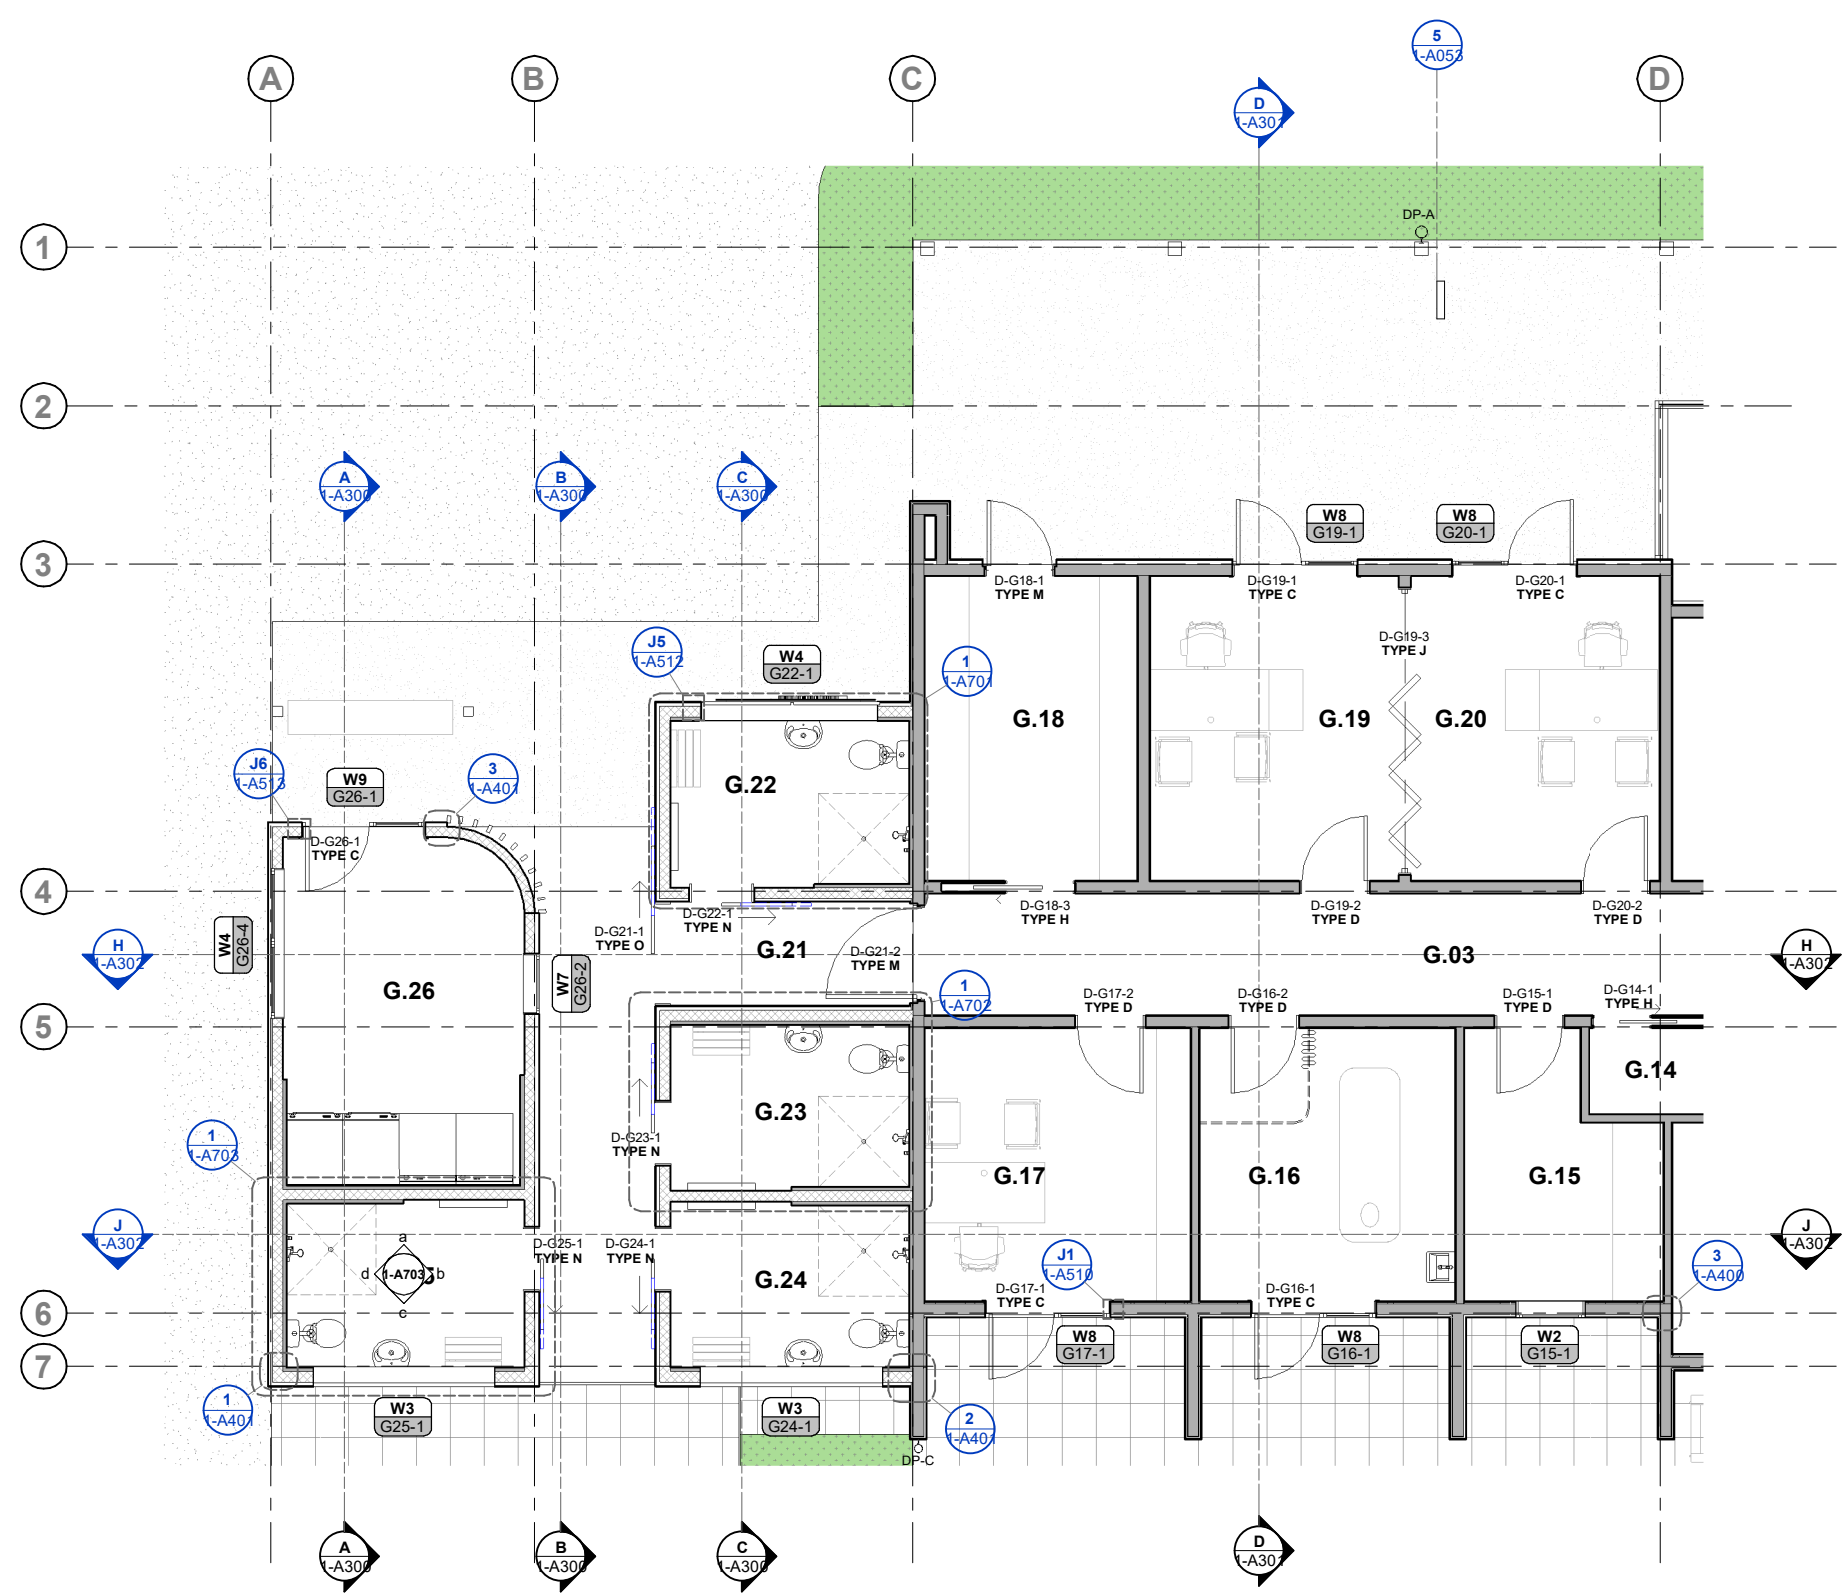 5
1-A053
A
B
C
D
D
1-A301
DP-A
1
2
A
1-A300
B
1-A300
C
1-A300
W8
G19-1
W8
G20-1
3
D-G18-1
TYPE M
D-G19-1
TYPE C
D-G20-1
TYPE C
J5
1-A512
W4
G22-1
1
1-A701
D-G19-3
TYPE J
G.18
G.19
G.20
J6
1-A513
W9
G26-1
3
1-A401
G.22
D-G26-1
TYPE C
4
D-G22-1
TYPE N
D-G18-3
TYPE H
D-G19-2
TYPE D
D-G20-2
TYPE D
W4
G26-4
H
1-A302
D-G21-1
TYPE O
G.21
D-G21-2
TYPE M
G.03
H
1-A302
G.26
W7
G26-2
1
1-A702
D-G17-2
TYPE D
D-G16-2
TYPE D
D-G15-1
TYPE D
D-G14-1
TYPE H
5
G.14
G.23
1
1-A703
D-G23-1
TYPE N
G.17
G.16
G.15
J
1-A302
a
d
1-A703
b
c
D-G25-1
TYPE N
D-G24-1
TYPE N
G.24
J1
1-A510
J
1-A302
3
1-A400
D-G17-1
TYPE C
D-G16-1
TYPE C
6
W8
G17-1
W8
G16-1
W2
G15-1
7
1
1-A401
W3
G25-1
W3
G24-1
2
1-A401
DP-C
A
1-A300
B
1-A300
C
1-A300
D
1-A301